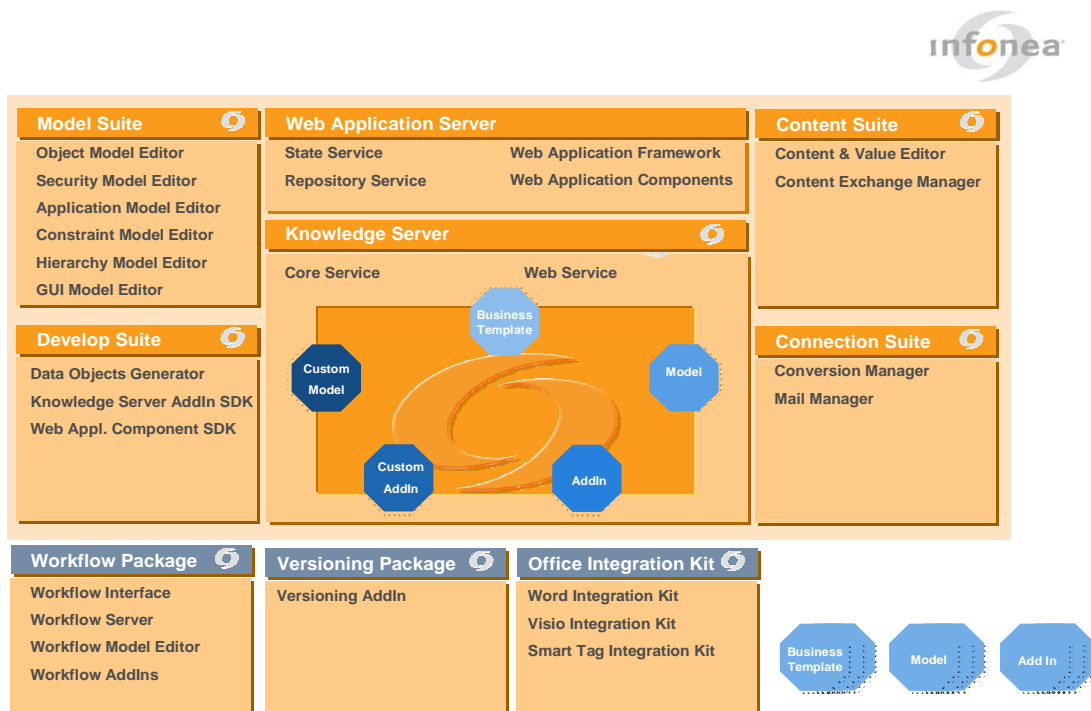 infonea
Model Suite
Object Model Editor
Security Model Editor
Application Model Editor
Constraint Model Editor
Hierarchy Model Editor
GUI Model Editor
Web Application Server
State Service
Web Application Framework
Repository Service
Web Application Components
Content Suite
Content & Value Editor
Content Exchange Manager
Knowledge Server
Core Service
Web Service
Business
Template
Custom
Model
Model
Custom
AddIn
AddIn
Develop Suite
Data Objects Generator
Knowledge Server AddIn SDK
Web Appl. Component SDK
Connection Suite
Conversion Manager
Mail Manager
Workflow Package
Workflow Interface
Workflow Server
Workflow Model Editor
Workflow AddIns
Versioning Package
Versioning AddIn
Office Integration Kit
Word Integration Kit
Visio Integration Kit
Smart Tag Integration Kit
Business
Template
Model
Add In